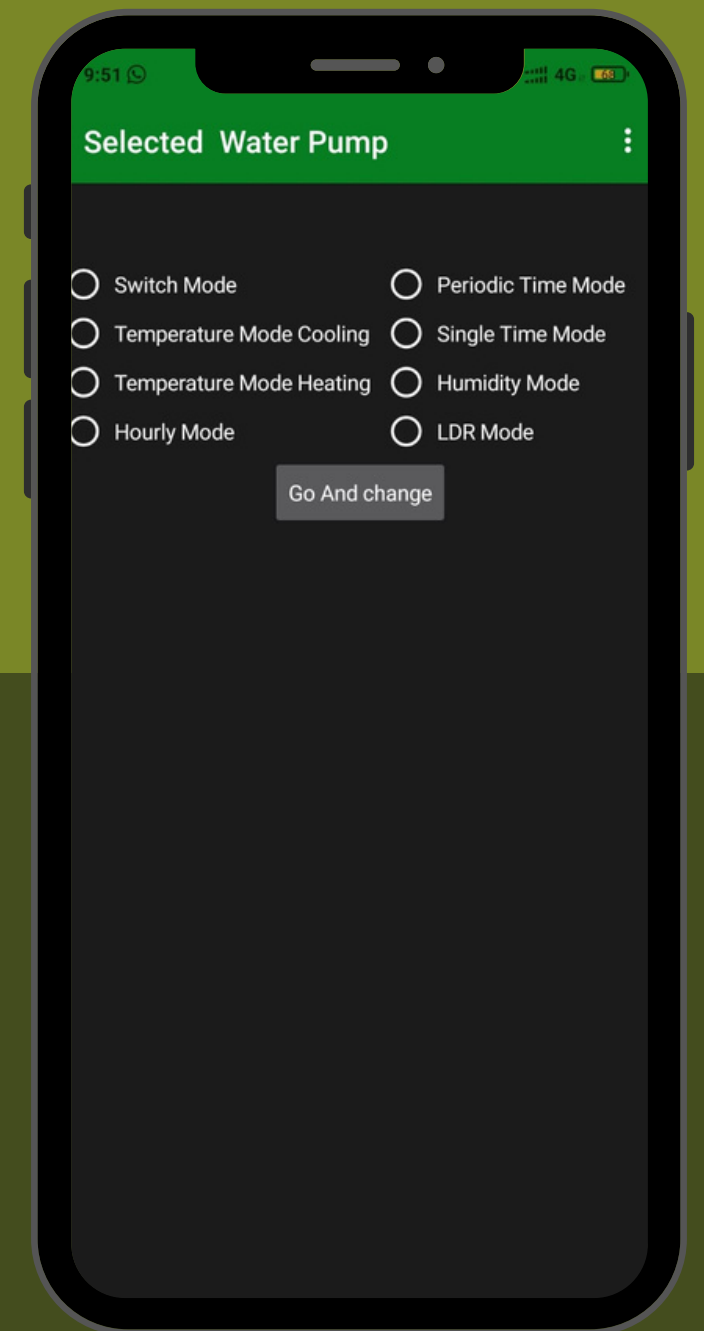 9:51 4G 68
Selected Water Pump
Switch Mode
Temperature Mode Cooling
Temperature Mode Heating
Hourly Mode
Periodic Time Mode
Single Time Mode
Humidity Mode
LDR Mode
Go And change